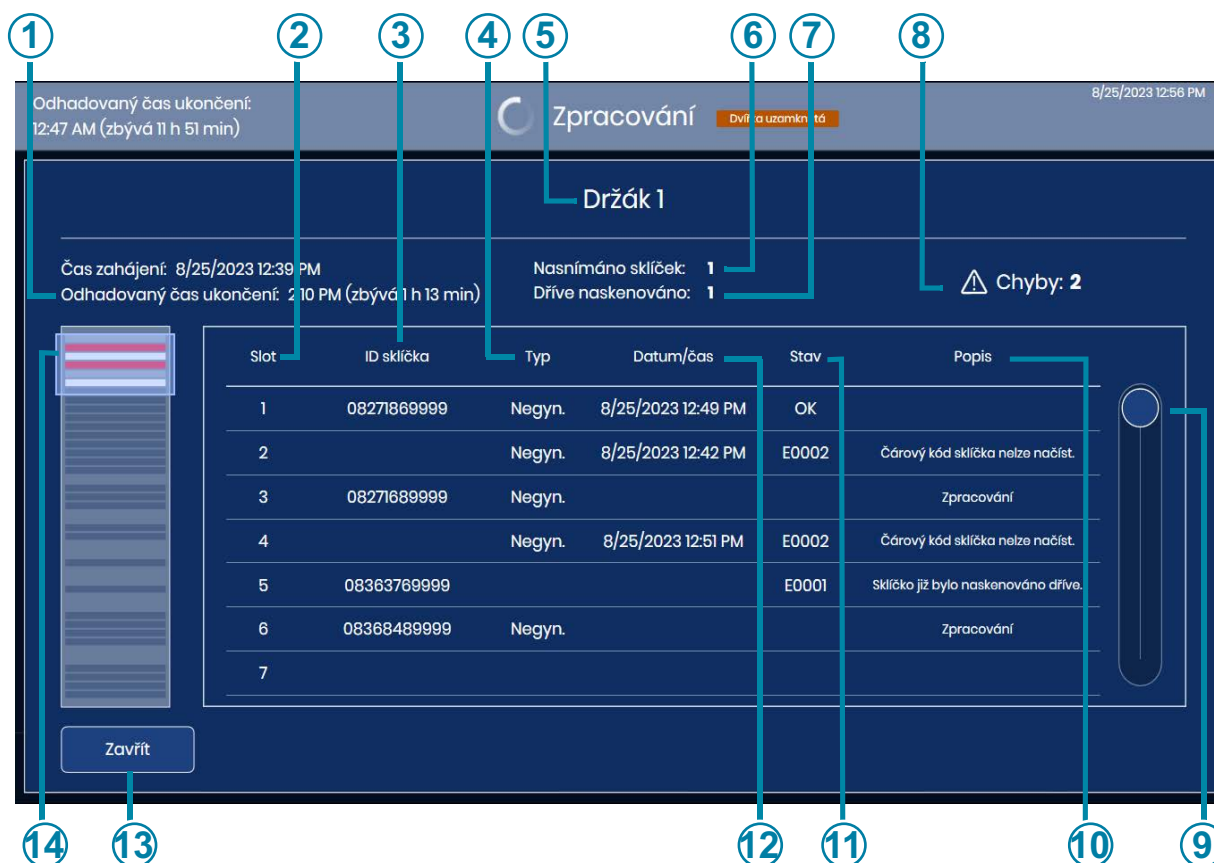 1 2 3 4 5 6 7 8
Odhadovaný čas ukončení:
12:47 AM (zbývá 11 h 51 min)
Zpracování
Dvířka uzamknutá
8/25/2023 12:56 PM
Držák 1
Čas zahájení: 8/25/2023 12:39 PM
Odhadovaný čas ukončení: 2:10 PM (zbývá 1 h 13 min)
Nasnímáno sklíček: 1
Dříve naskenováno: 1
Chyby: 2
Slot ID sklíčka Typ Datum/čas Stav Popis
1 08271869999 Negyn. 8/25/2023 12:49 PM OK
2 Negyn. 8/25/2023 12:42 PM E0002 Čárový kód sklíčka nelze načíst.
3 08271689999 Negyn. Zpracování
4 Negyn. 8/25/2023 12:51 PM E0002 Čárový kód sklíčka nelze načíst.
5 08363769999 E0001 Sklíčko již bylo naskenováno dříve.
6 08368489999 Negyn. Zpracování
7
Zavřít
14 13 12 11 10 9